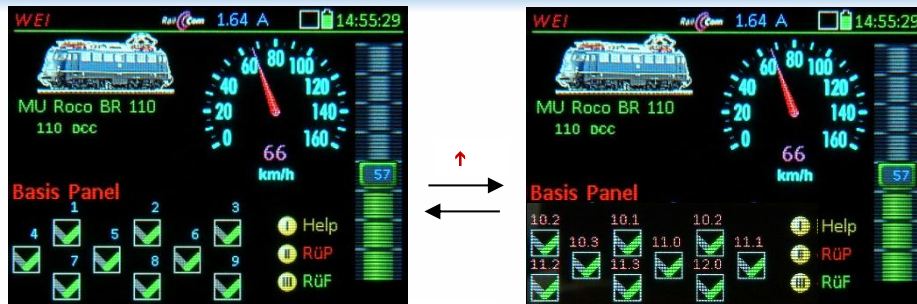 WEI RailCom 1.64 A 14:55:29
80
60 100
40 120
20 140
0 160
MU Roco BR 110
110 DCC
66
km/h
57
Basis Panel
1 2 3
4 5 6
7 8 9
I Help
II RüP
III RüF
↑
WEI RailCom 1.64 A 14:55:29
80
60 100
40 120
20 140
0 160
MU Roco BR 110
110 DCC
66
km/h
57
Basis Panel
10.2 10.1 10.2
10.3 11.0 11.1
11.2 11.3 12.0
I Help
II RüP
III RüF